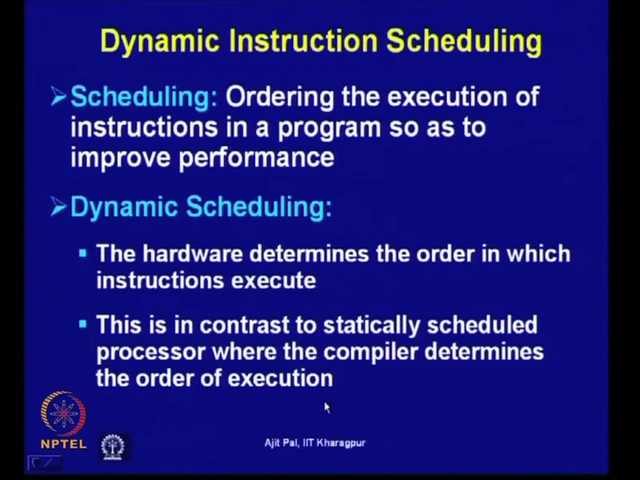 Dynamic Instruction Scheduling
Scheduling: Ordering the execution of
instructions in a program so as to
improve performance
Dynamic Scheduling:
The hardware determines the order in which
instructions execute
This is in contrast to statically scheduled
processor where the compiler determines
the order of execution
NPTEL
Ajit Pal, IIT Kharagpur